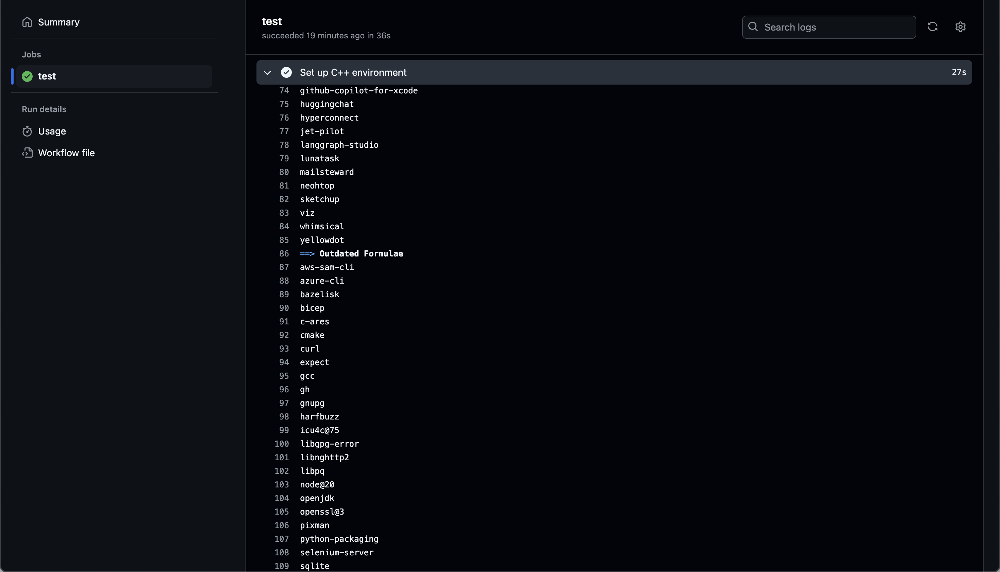 Summary
Jobs
test
Run details
Usage
Workflow file
test
succeeded 19 minutes ago in 36s
Search logs
Set up C++ environment 27s
74 github-copilot-for-xcode
75 huggingchat
76 hyperconnect
77 jet-pilot
78 langgraph-studio
79 lunatask
80 mailsteward
81 neohtop
82 sketchup
83 viz
84 whimsical
85 yellowdot
86 ==> Outdated Formulae
87 aws-sam-cli
88 azure-cli
89 bazelisk
90 bicep
91 c-ares
92 cmake
93 curl
94 expect
95 gcc
96 gh
97 gnupg
98 harfbuzz
99 icu4c@75
100 libgpg-error
101 libnghttp2
102 libpq
103 node@20
104 openjdk
105 openssl@3
106 pixman
107 python-packaging
108 selenium-server
109 sqlite